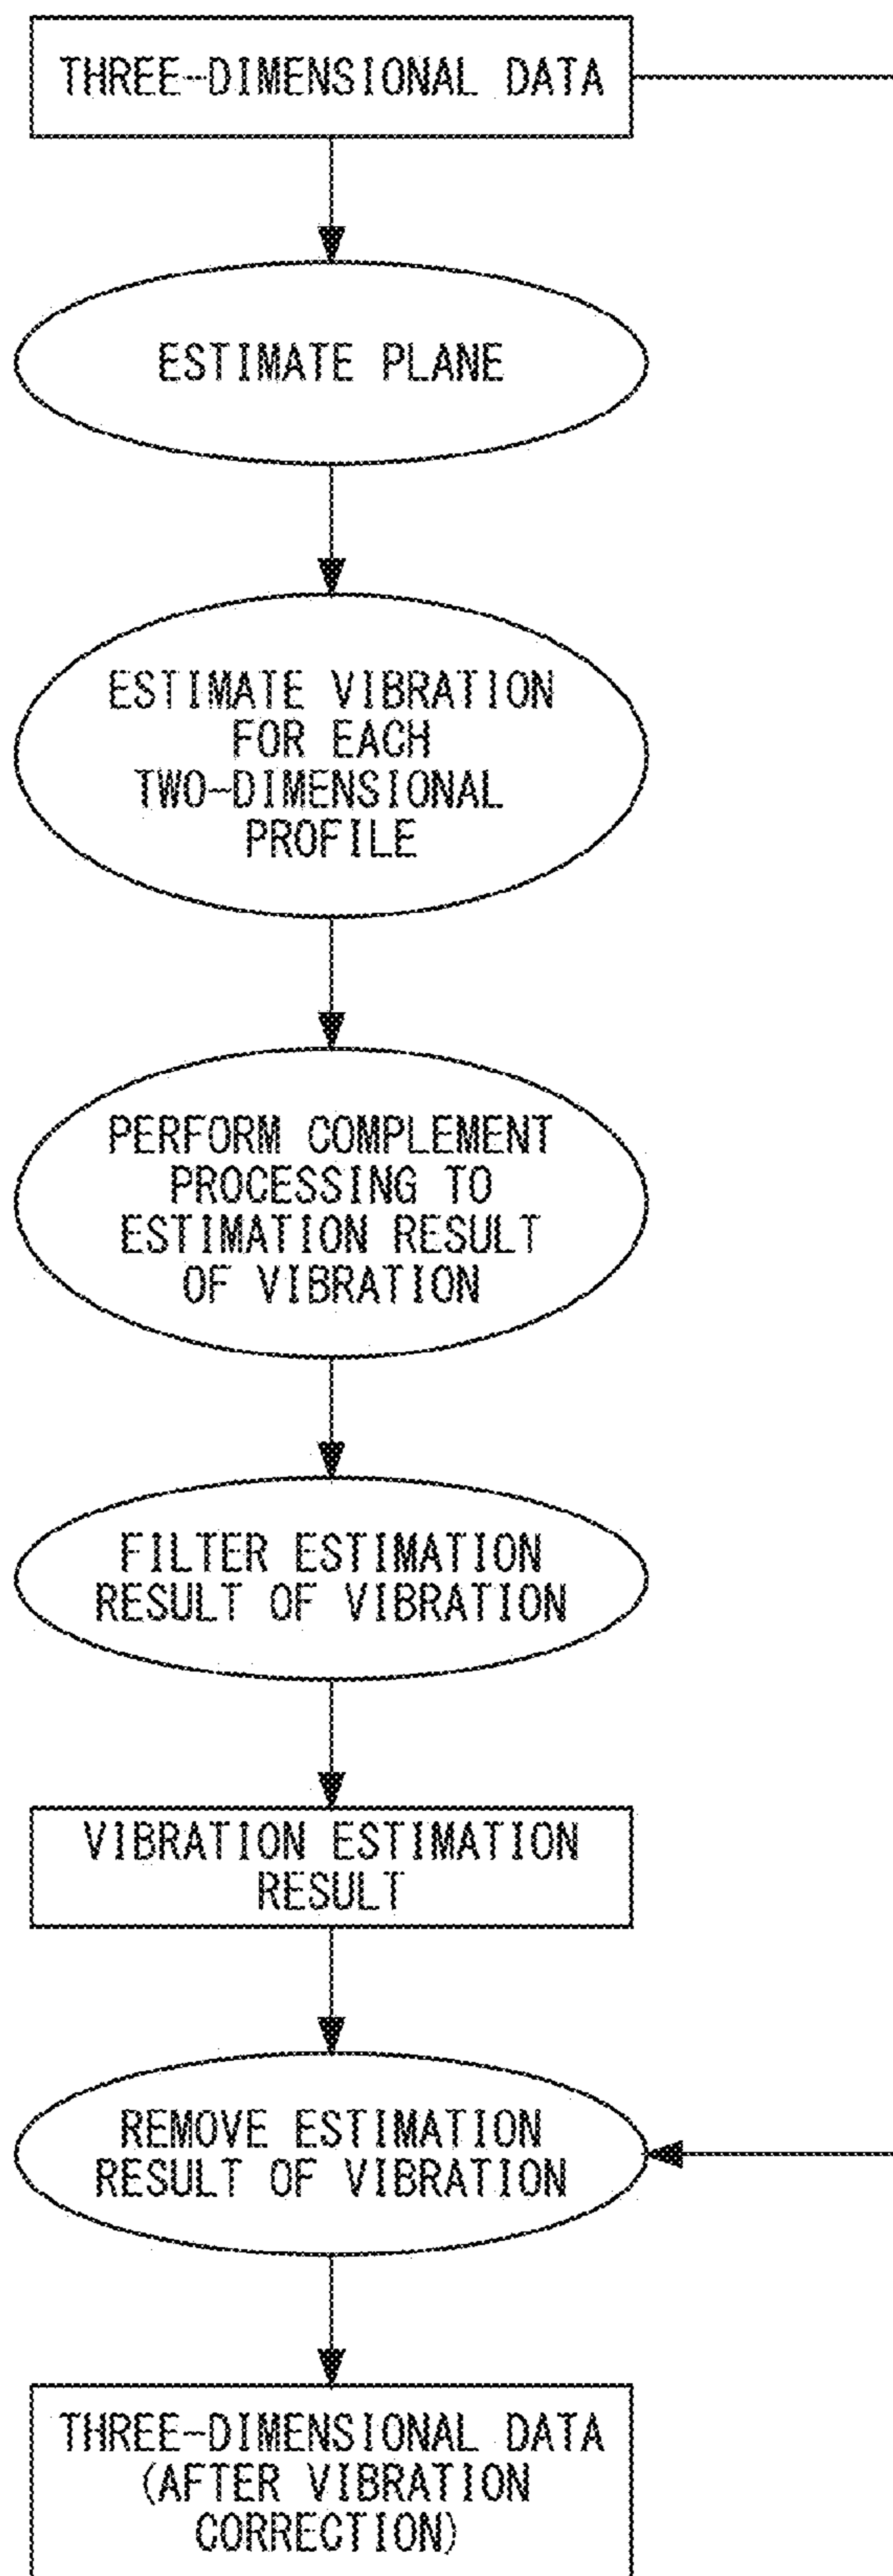 THREE-DIMENSIONAL DATA
ESTIMATE PLANE
ESTIMATE VIBRATION
FOR EACH
TWO-DIMENSIONAL
PROFILE
PERFORM COMPLEMENT
PROCESSING TO
ESTIMATION RESULT
OF VIBRATION
FILTER ESTIMATION
RESULT OF VIBRATION
VIBRATION ESTIMATION
RESULT
REMOVE ESTIMATION
RESULT OF VIBRATION
THREE-DIMENSIONAL DATA
(AFTER VIBRATION
CORRECTION)